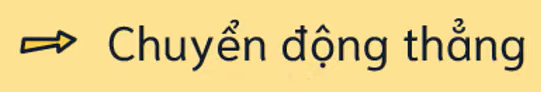 Chuyển động thẳng